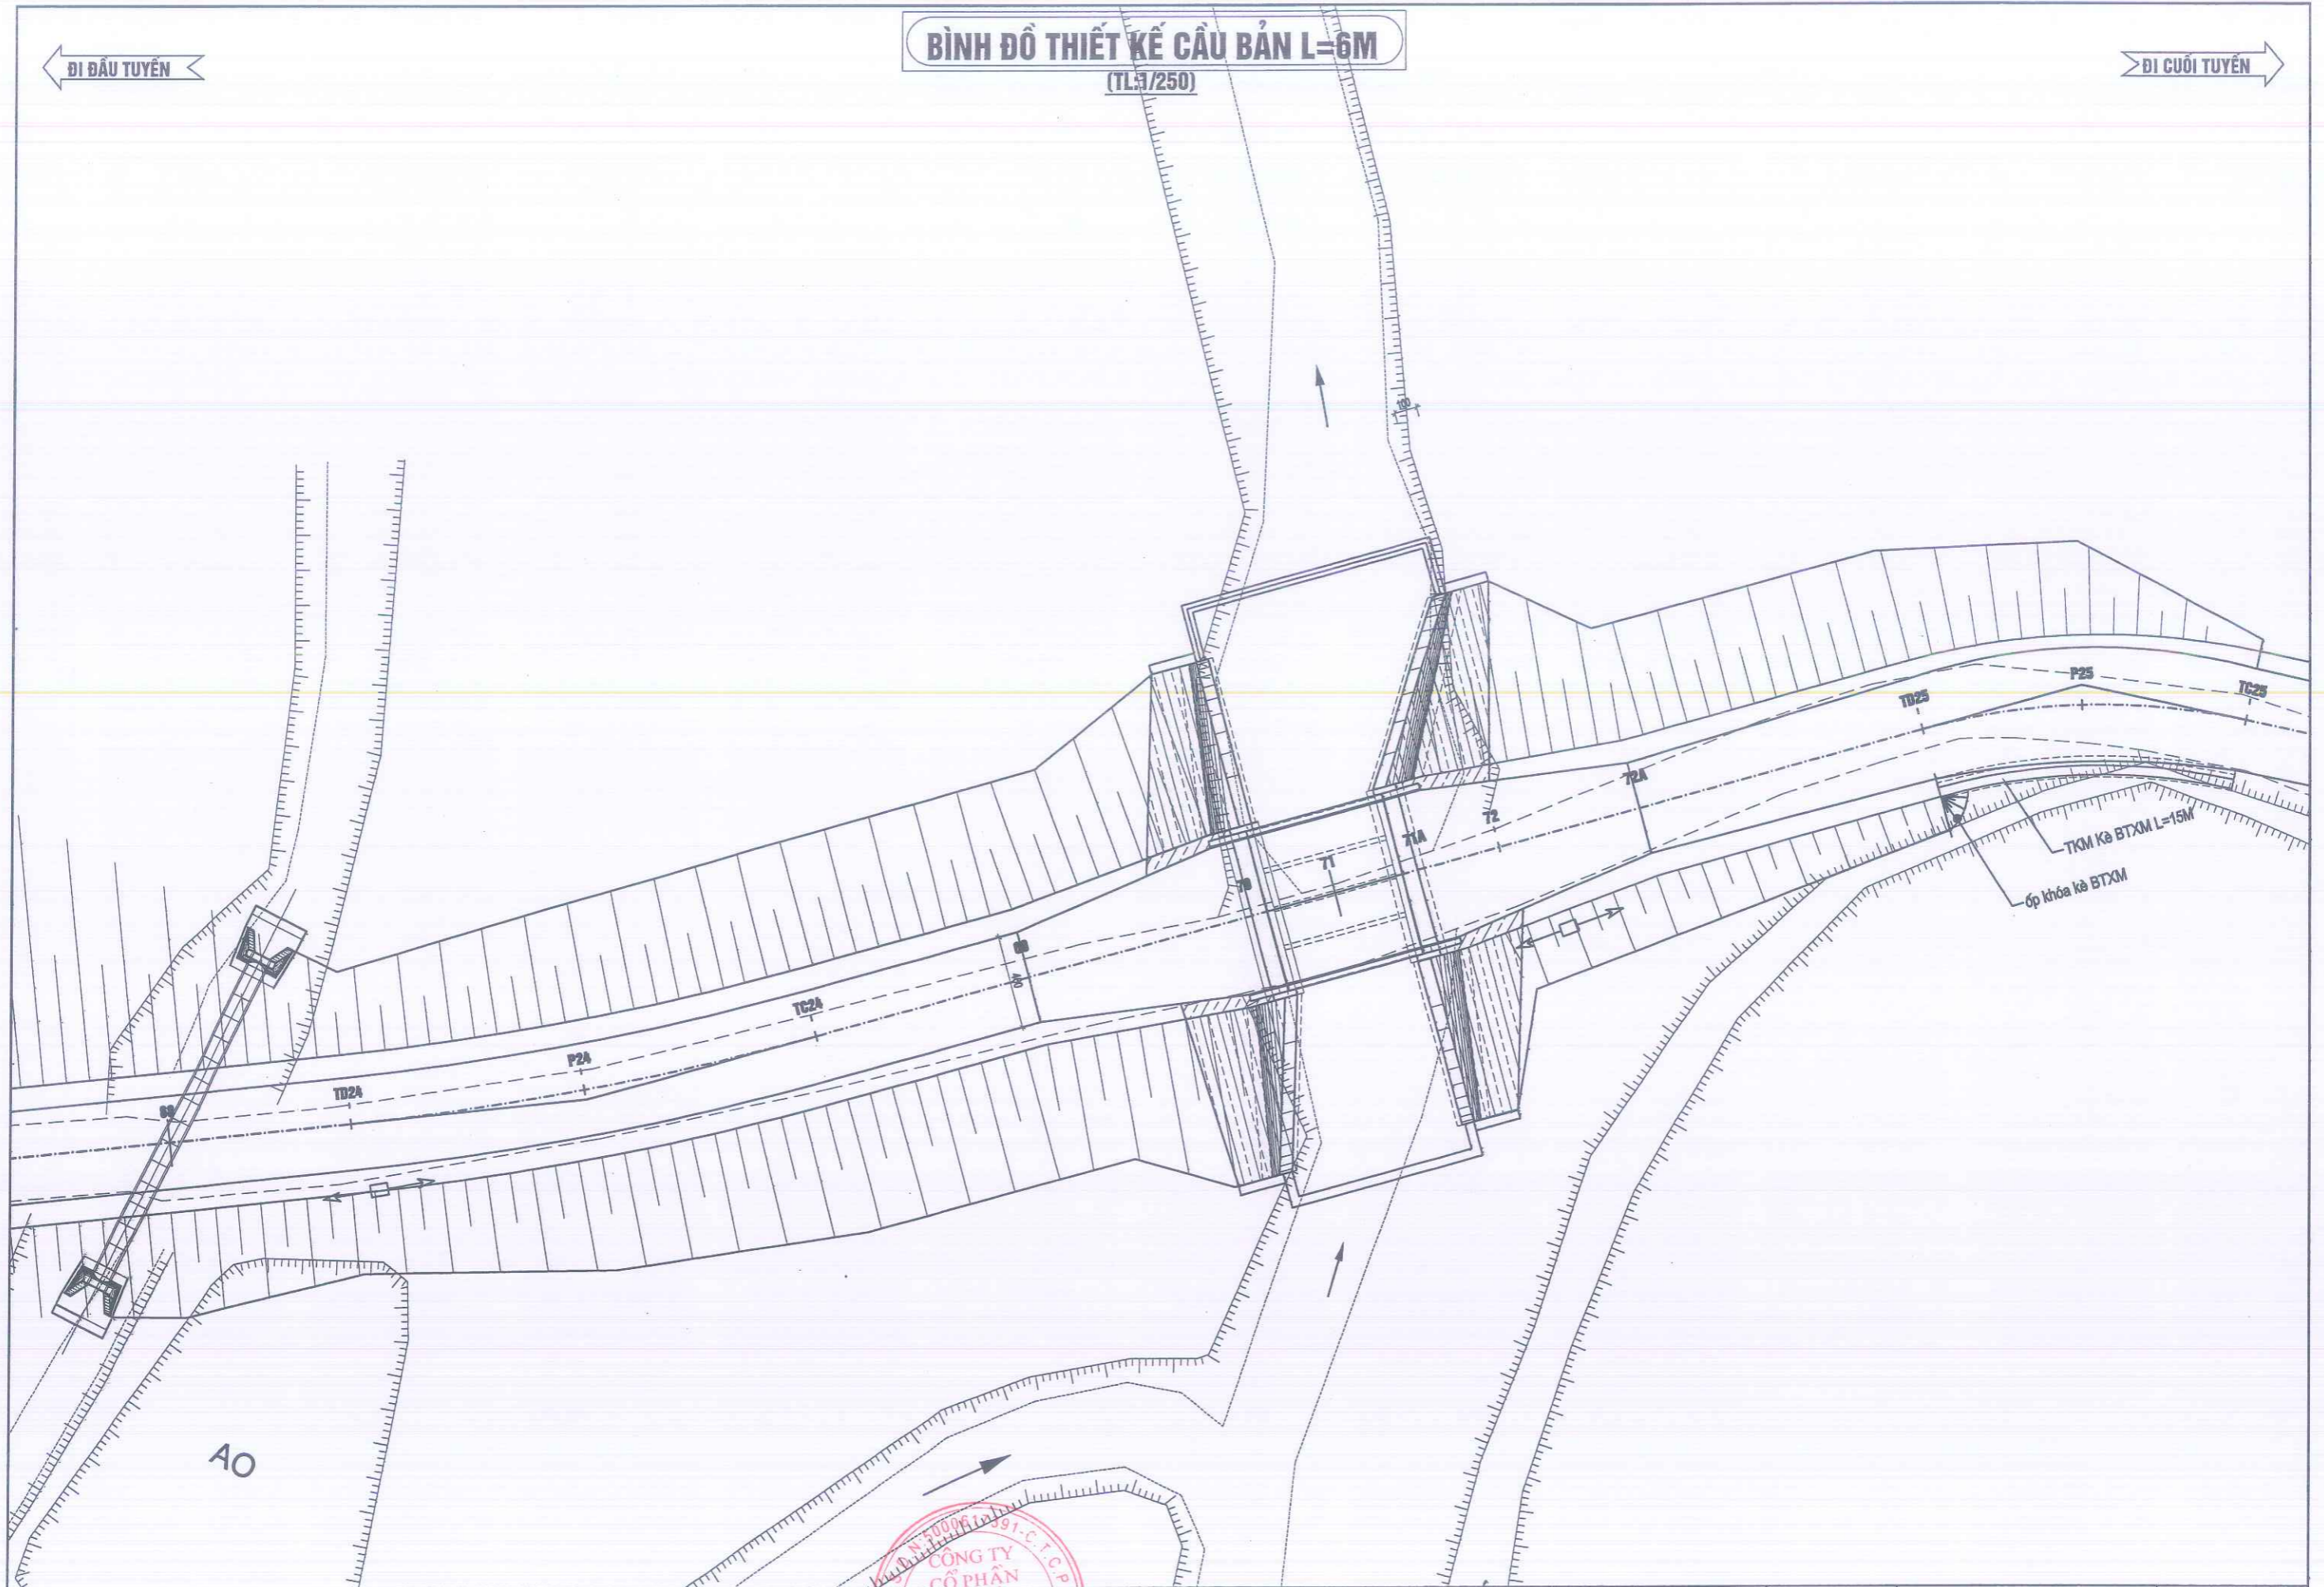 BÌNH ĐỒ THIẾT KẾ CẦU BẢN L=6M
(TL:1/250)
ĐI ĐẦU TUYẾN
ĐI CUỐI TUYẾN
100
P25
TD25
TC25
72A
72
71A
71
70
TKM Kè BTXM L=15M
ốp khóa kè BTXM
400
TC24
P24
TD24
AO
CÔNG TY
CỔ PHẦN